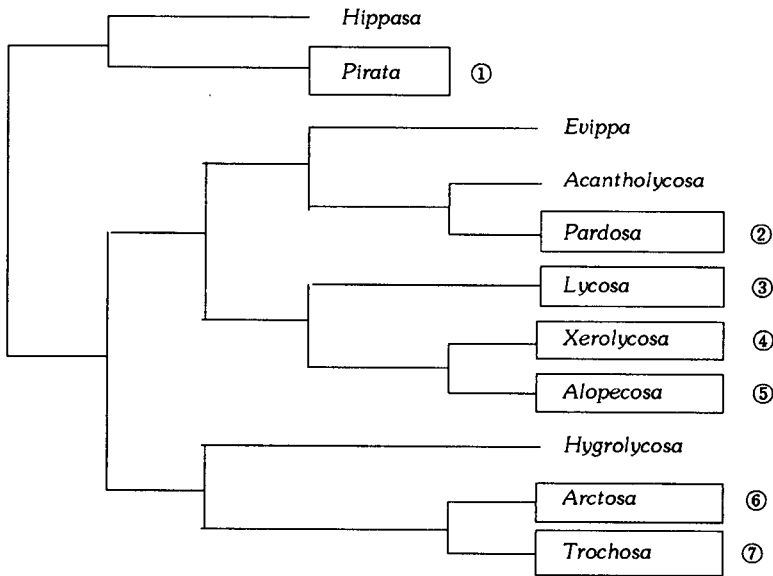 Hippasa
Pirata ①
Evippa
Acantholycosa
Pardosa ②
Lycosa ③
Xerolycosa ④
Alopecosa ⑤
Hygrolycosa
Arctosa ⑥
Trochosa ⑦